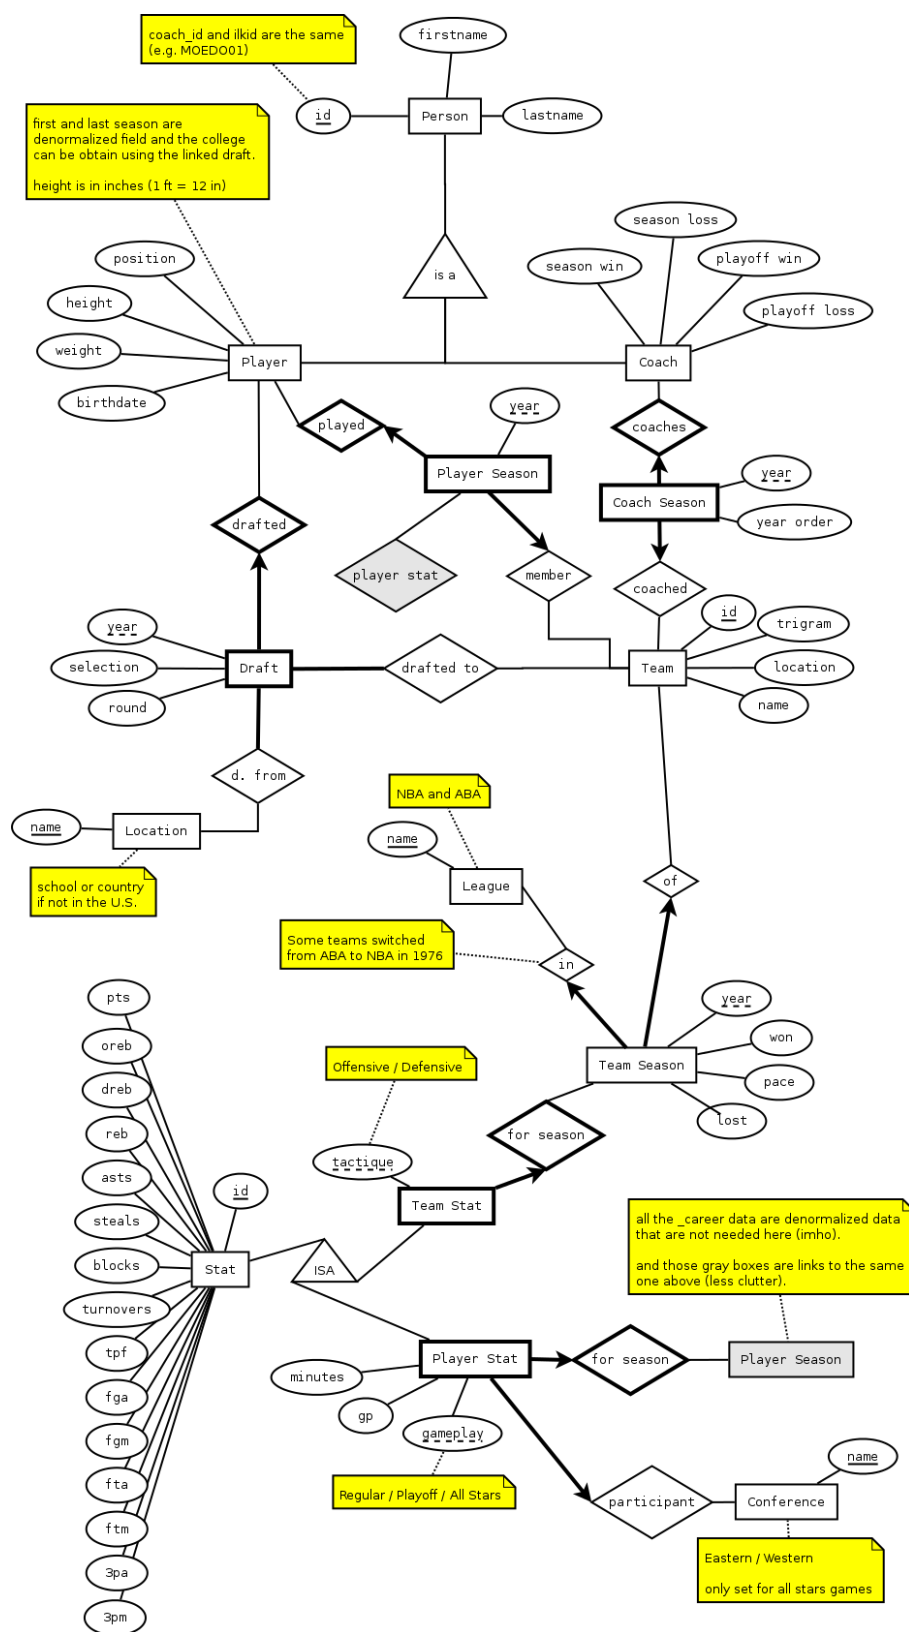 coach_id and ilkid are the same
(e.g. MOEDO01)
firstname
id
Person
lastname
first and last season are
denormalized field and the college
can be obtain using the linked draft.
height is in inches (1 ft = 12 in)
is a
season loss
season win
playoff win
playoff loss
position
height
weight
birthdate
Player
Coach
played
year
coaches
Player Season
Coach Season
year
year order
drafted
player stat
member
coached
id
trigram
location
name
year
selection
round
Draft
drafted to
Team
d. from
name
Location
school or country
if not in the U.S.
NBA and ABA
name
League
of
Some teams switched
from ABA to NBA in 1976
in
year
won
pace
lost
Team Season
Offensive / Defensive
for season
tactique
Team Stat
pts
oreb
dreb
reb
asts
steals
blocks
turnovers
tpf
fga
fgm
fta
ftm
3pa
3pm
id
Stat
ISA
all the _career data are denormalized data
that are not needed here (imho).
and those gray boxes are links to the same
one above (less clutter).
Player Stat
for season
Player Season
minutes
gp
gameplay
Regular / Playoff / All Stars
participant
name
Conference
Eastern / Western
only set for all stars games